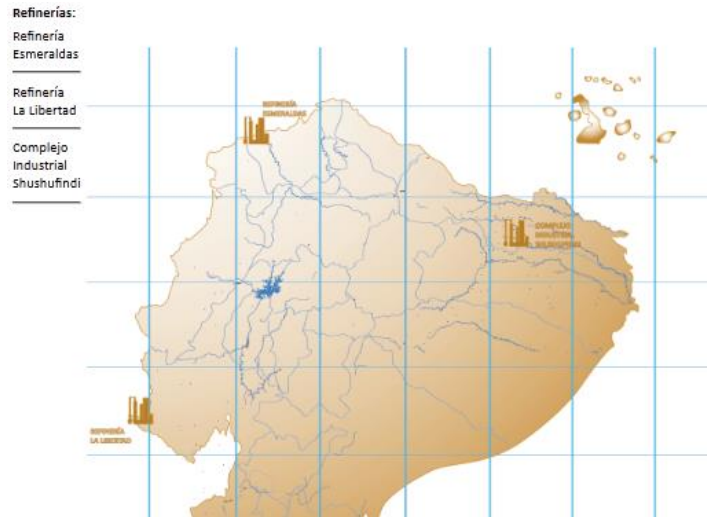 Refinerías:
Refinería
Esmeraldas
Refinería
La Libertad
Complejo
Industrial
Shushufindi
REFINERÍA
ESMERALDAS
COMPLEJO
INDUSTRIAL
SHUSHUFINDI
REFINERÍA
LA LIBERTAD